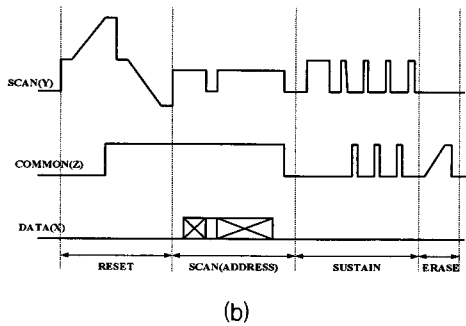 SCAN(Y)
COMMON(Z)
DATA(X)
RESET SCAN(ADDRESS) SUSTAIN ERASE
(b)